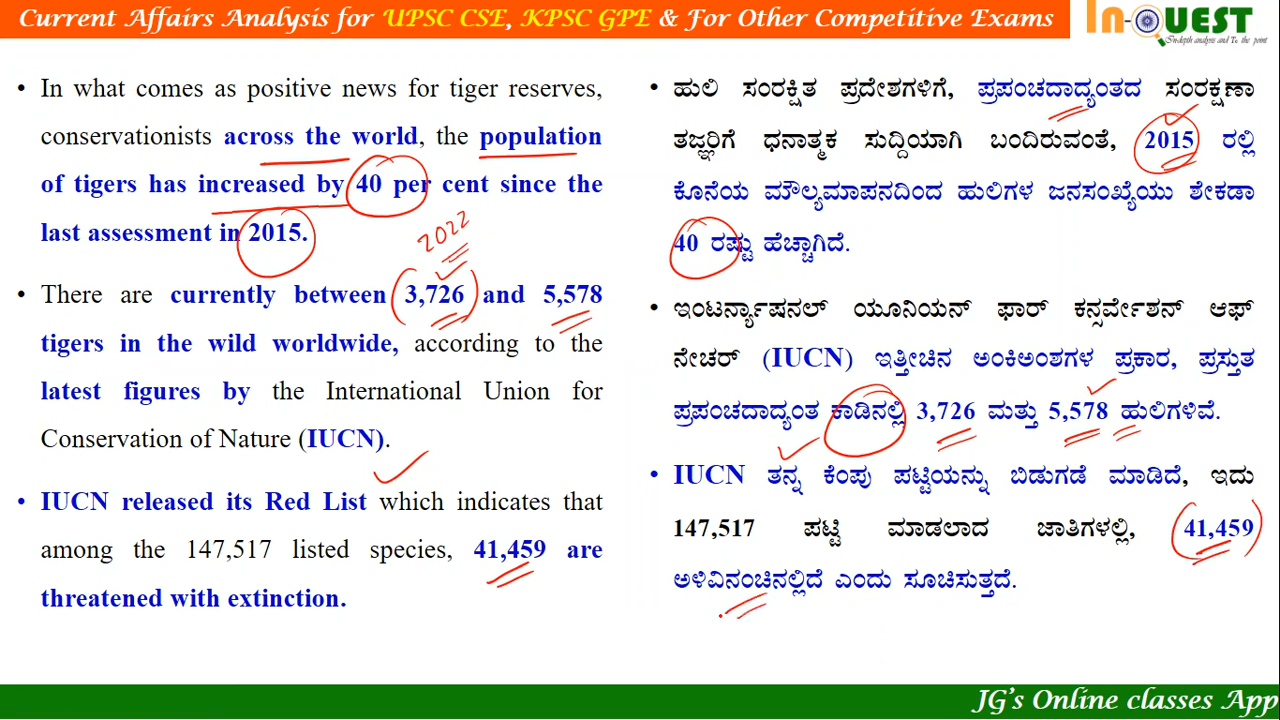 Current Affairs Analysis for UPSC CSE, KPSC GPE & For Other Competitive Exams
In-QUEST
In-depth analysis and To the point
• In what comes as positive news for tiger reserves,
conservationists across the world, the population
of tigers has increased by 40 per cent since the
last assessment in 2015.
2022
• There are currently between 3,726 and 5,578
tigers in the wild worldwide, according to the
latest figures by the International Union for
Conservation of Nature (IUCN).
• IUCN released its Red List which indicates that
among the 147,517 listed species, 41,459 are
threatened with extinction.
• ಹುಲಿ ಸಂರಕ್ಷಿತ ಪ್ರದೇಶಗಳಿಗೆ, ಪ್ರಪಂಚದಾದ್ಯಂತದ ಸಂರಕ್ಷಣಾ
ತಜ್ಞರಿಗೆ ಧನಾತ್ಮಕ ಸುದ್ದಿಯಾಗಿ ಬಂದಿರುವಂತೆ, 2015 ರಲ್ಲಿ
ಕೊನೆಯ ಮೌಲ್ಯಮಾಪನದಿಂದ ಹುಲಿಗಳ ಜನಸಂಖ್ಯೆಯು ಶೇಕಡಾ
40 ರಷ್ಟು ಹೆಚ್ಚಾಗಿದೆ.
• ಇಂಟರ್ನ್ಯಾಷನಲ್ ಯೂನಿಯನ್ ಫಾರ್ ಕನ್ಸರ್ವೇಶನ್ ಆಫ್
ನೇಚರ್ (IUCN) ಇತ್ತೀಚಿನ ಅಂಕಿಅಂಶಗಳ ಪ್ರಕಾರ, ಪ್ರಸ್ತುತ
ಪ್ರಪಂಚದಾದ್ಯಂತ ಕಾಡಿನಲ್ಲಿ 3,726 ಮತ್ತು 5,578 ಹುಲಿಗಳಿವೆ.
• IUCN ತನ್ನ ಕೆಂಪು ಪಟ್ಟಿಯನ್ನು ಬಿಡುಗಡೆ ಮಾಡಿದೆ, ಇದು
147,517 ಪಟ್ಟಿ ಮಾಡಲಾದ ಜಾತಿಗಳಲ್ಲಿ, 41,459
ಅಳಿವಿನಂಚಿನಲ್ಲಿದೆ ಎಂದು ಸೂಚಿಸುತ್ತದೆ.
JG's Online classes App